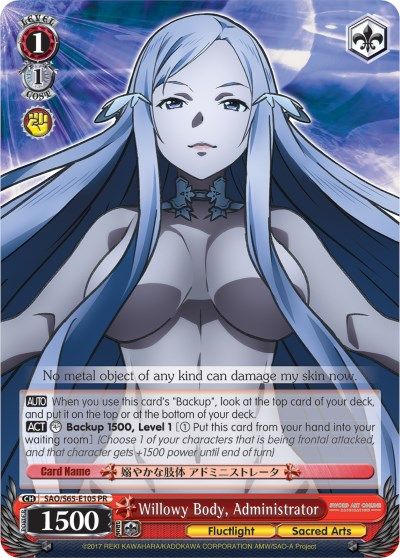 LEVEL
1
1
COST
No metal object of any kind can damage my skin now.
AUTO When you use this card's "Backup", look at the top card of your deck,
and put it on the top or at the bottom of your deck.
ACT Backup 1500, Level 1 [① Put this card from your hand into your
waiting room] (Choose 1 of your characters that is being frontal attacked,
and that character gets +1500 power until end of turn)
Card Name
嫋やかな肢体 アドミニストレータ
CH SAO/S65-E105 PR
POWER 1500
Willowy Body, Administrator
SWORD ART ONLINE
Fluctlight
Sacred Arts
©2017 REKI KAWAHARA/KADOKAWA CORPORATION AMW/SAO-A Project